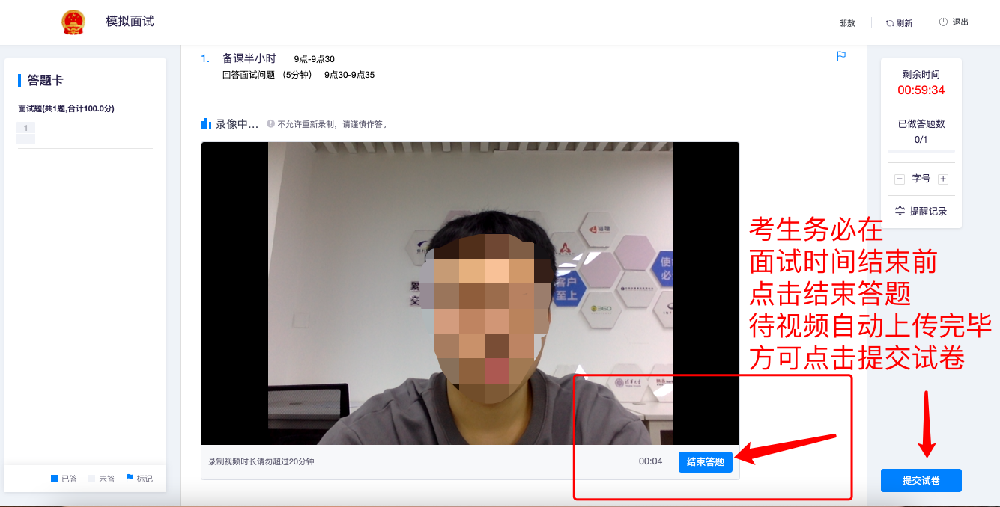 模拟面试
邸敖
刷新
退出
答题卡
面试题(共1题,合计100.0分)
1
1. 备课半小时 9点-9点30
回答面试问题 （5分钟） 9点30-9点35
录像中... 不允许重新录制，请谨慎作答。
剩余时间
00:59:34
已做答题数
0/1
字号
提醒记录
累
交
客户
至上
使
必
360
清华大学
考生务必在
面试时间结束前
点击结束答题
待视频自动上传完毕
方可点击提交试卷
录制视频时长请勿超过20分钟
00:04
结束答题
提交试卷
已答
未答
标记